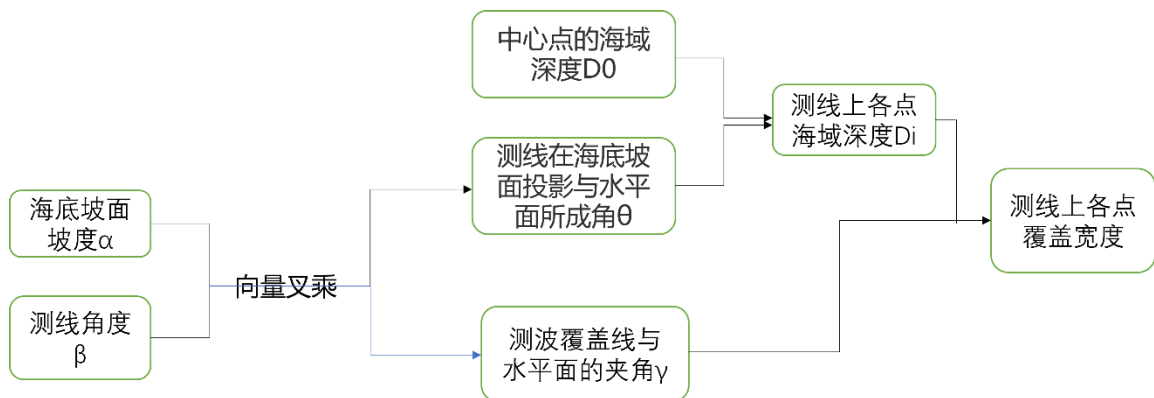 中心点的海域
深度D0
测线在海底坡
面投影与水平
面所成角θ
测线上各点
海域深度Di
海底坡面
坡度α
测线角度
β
向量叉乘
测波覆盖线与
水平面的夹角γ
测线上各点
覆盖宽度